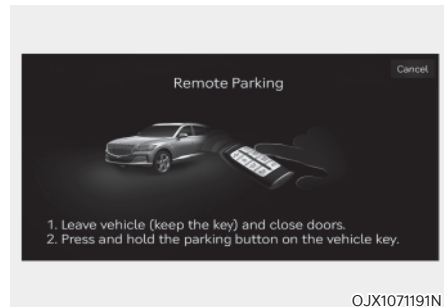 Cancel
Remote Parking
1. Leave vehicle (keep the key) and close doors.
2. Press and hold the parking button on the vehicle key.
OJX1071191N